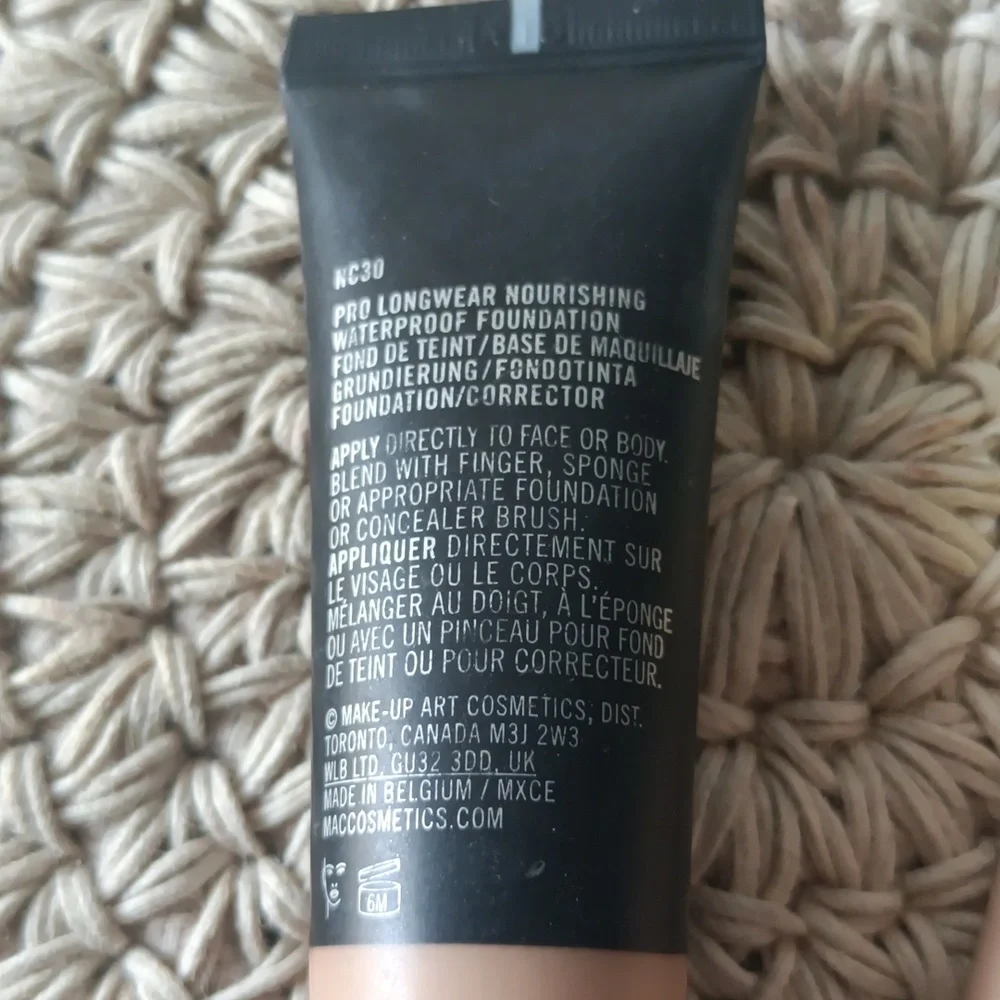 NC30
PRO LONGWEAR NOURISHING
WATERPROOF FOUNDATION
FOND DE TEINT/BASE DE MAQUILLAJE
GRUNDIERUNG/FONDOTINTA
FOUNDATION/CORRECTOR
APPLY DIRECTLY TO FACE OR BODY.
BLEND WITH FINGER, SPONGE
OR APPROPRIATE FOUNDATION
OR CONCEALER BRUSH.
APPLIQUER DIRECTEMENT SUR
LE VISAGE OU LE CORPS.
MÉLANGER AU DOIGT, À L'ÉPONGE
OU AVEC UN PINCEAU POUR FOND
DE TEINT OU POUR CORRECTEUR.
© MAKE-UP ART COSMETICS, DIST.
TORONTO, CANADA M3J 2W3
WLB LTD. GU32 3DD, UK
MADE IN BELGIUM / MXCE
MACCOSMETICS.COM
6M